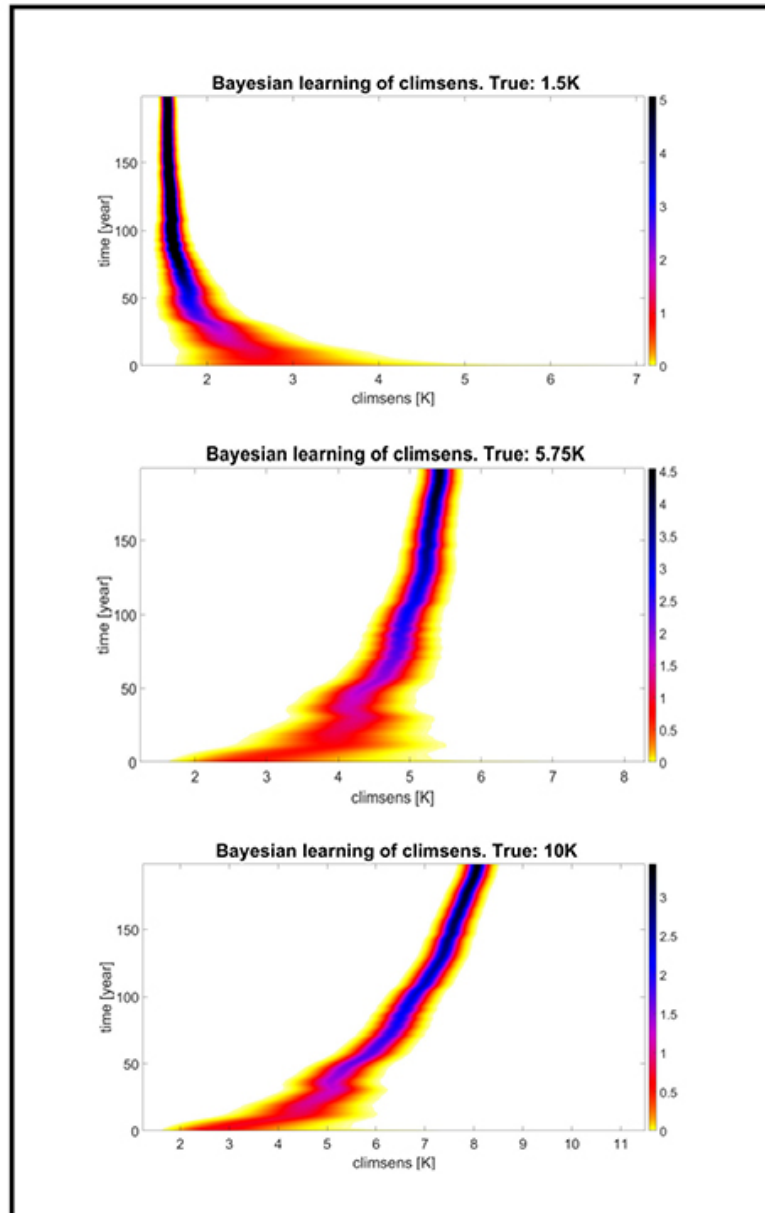 Bayesian learning of climsens. True: 1.5K
time [year]
150
100
50
0
2 3 4 5 6 7
climsens [K]
5
4
3
2
1
0
Bayesian learning of climsens. True: 5.75K
time [year]
150
100
50
0
2 3 4 5 6 7 8
climsens [K]
4.5
4
3.5
3
2.5
2
1.5
1
0.5
0
Bayesian learning of climsens. True: 10K
time [year]
150
100
50
0
2 3 4 5 6 7 8 9 10 11
climsens [K]
3
2.5
2
1.5
1
0.5
0